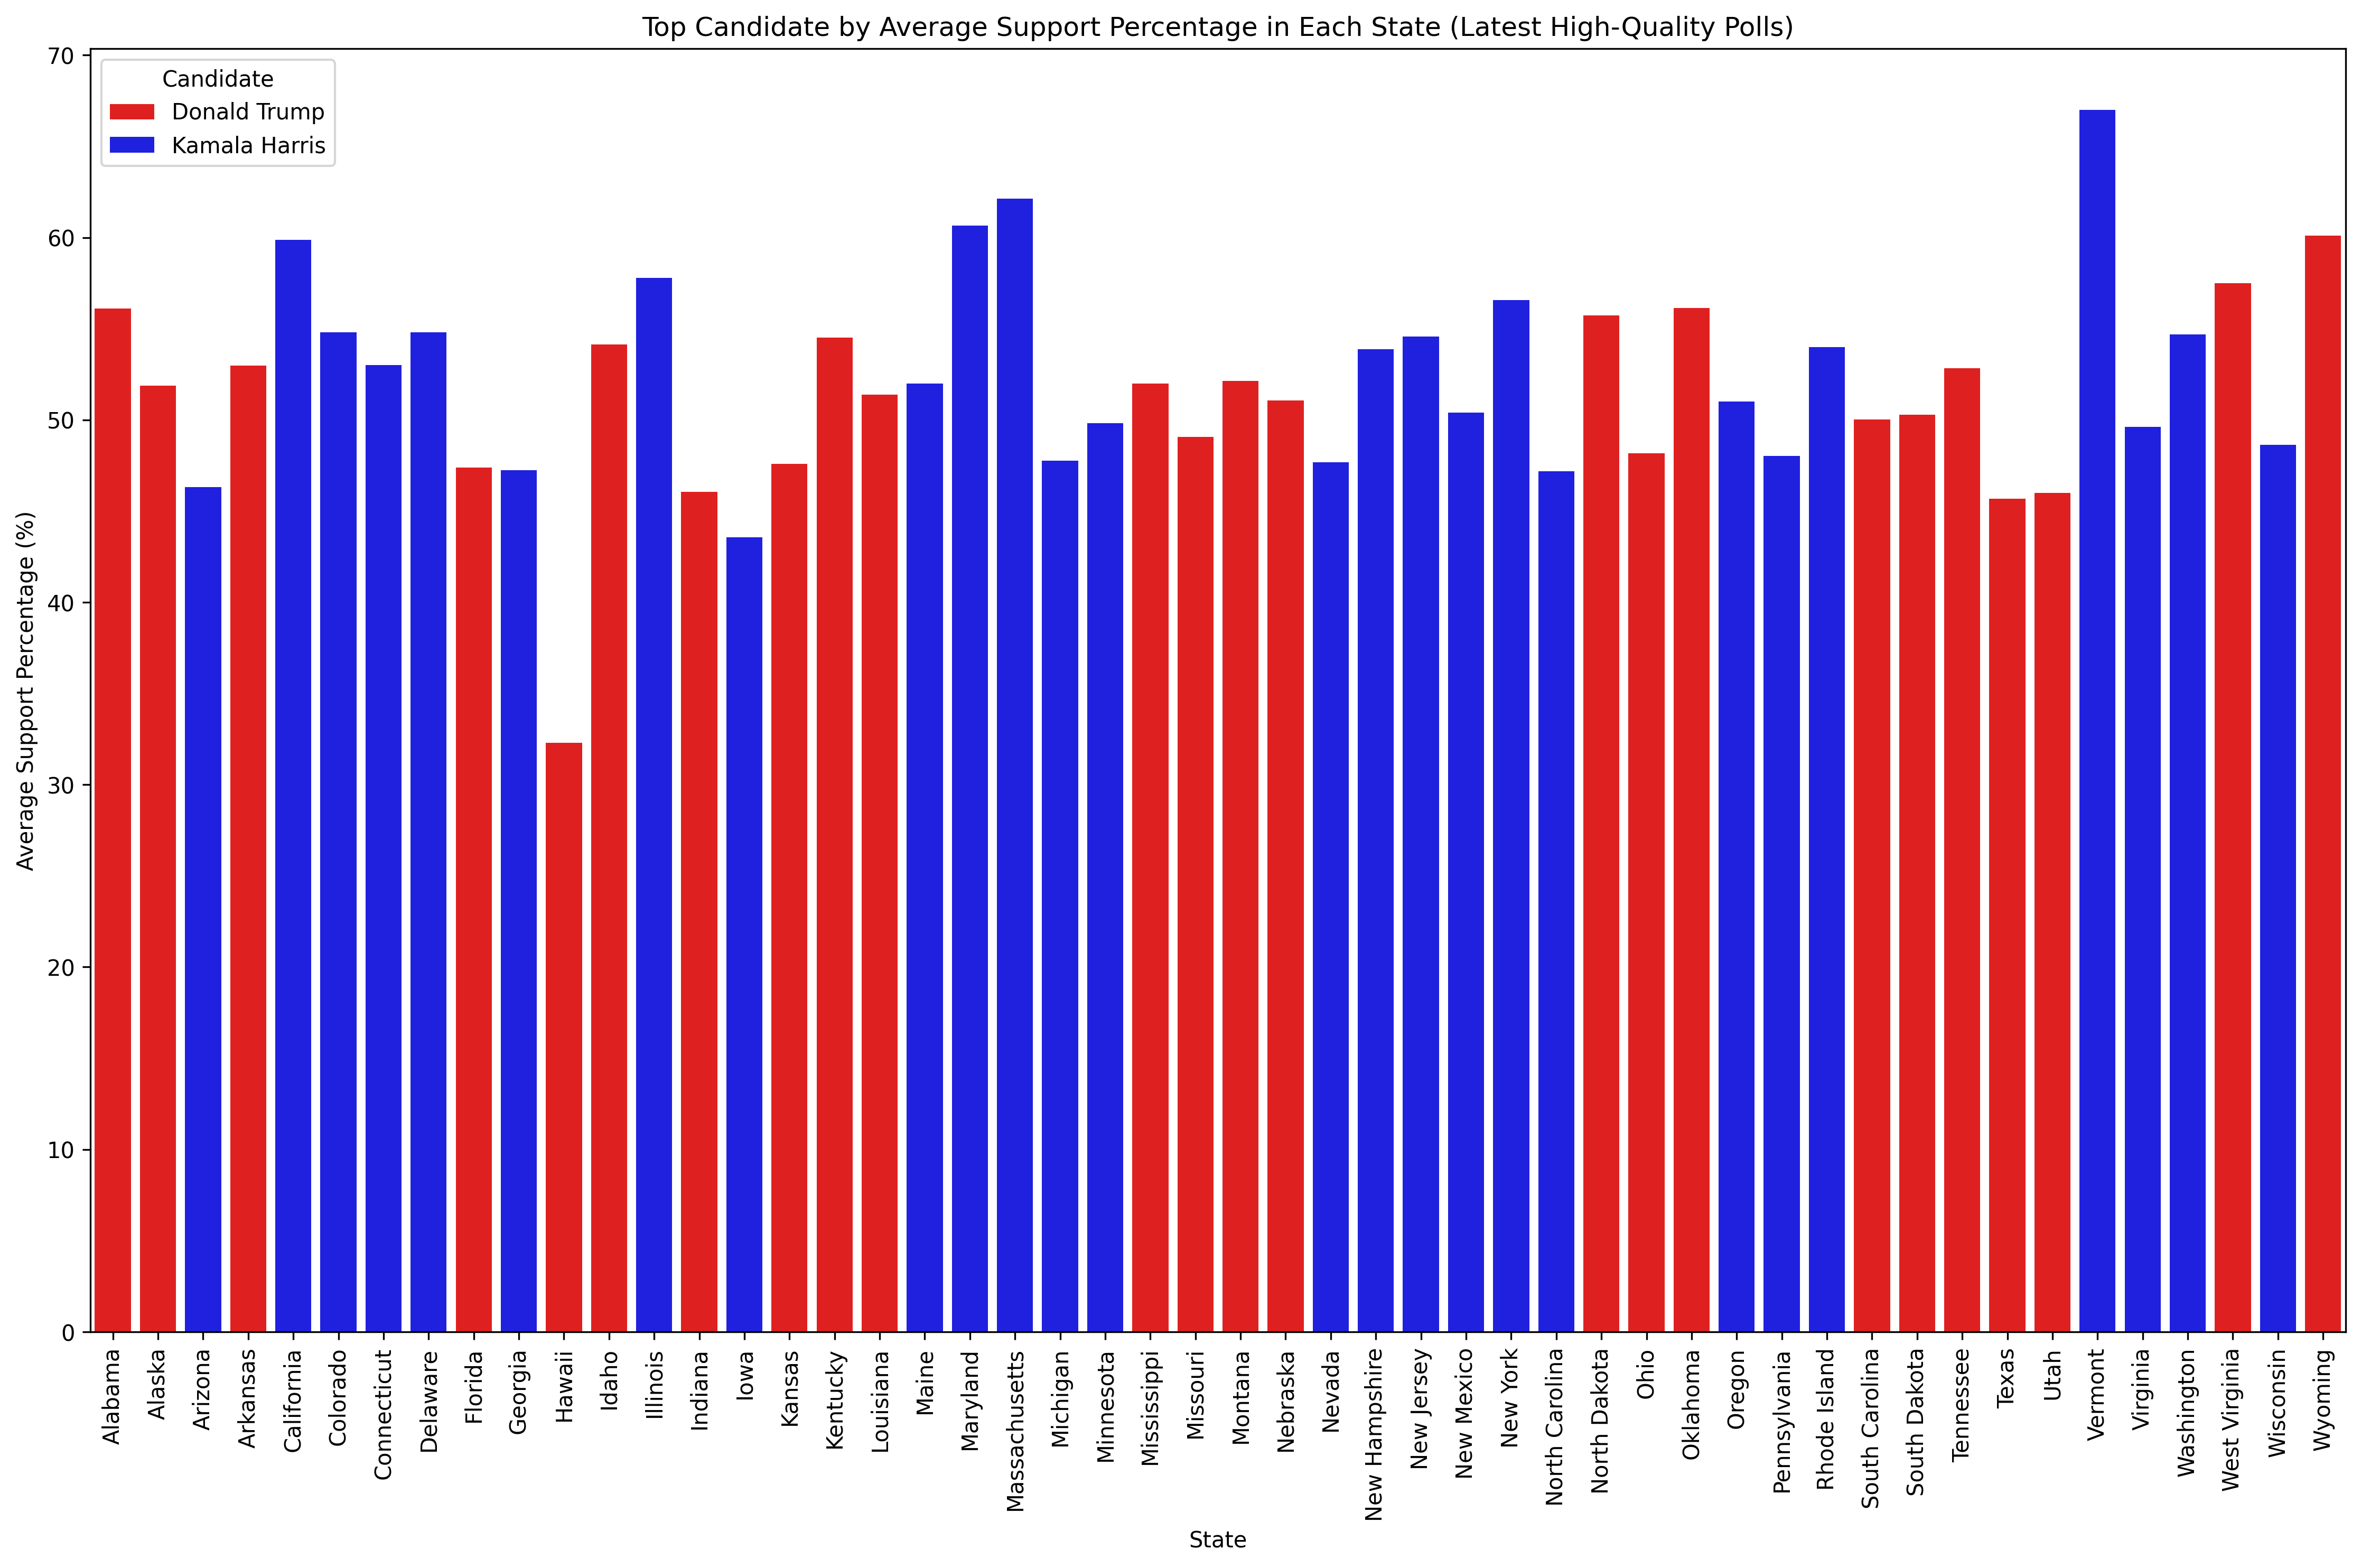 Top Candidate by Average Support Percentage in Each State (Latest High-Quality Polls)
Candidate
Donald Trump
Kamala Harris
Average Support Percentage (%)
70
60
50
40
30
20
10
0
Alabama
Alaska
Arizona
Arkansas
California
Colorado
Connecticut
Delaware
Florida
Georgia
Hawaii
Idaho
Illinois
Indiana
Iowa
Kansas
Kentucky
Louisiana
Maine
Maryland
Massachusetts
Michigan
Minnesota
Mississippi
Missouri
Montana
Nebraska
Nevada
New Hampshire
New Jersey
New Mexico
New York
North Carolina
North Dakota
Ohio
Oklahoma
Oregon
Pennsylvania
Rhode Island
South Carolina
South Dakota
Tennessee
Texas
Utah
Vermont
Virginia
Washington
West Virginia
Wisconsin
Wyoming
State